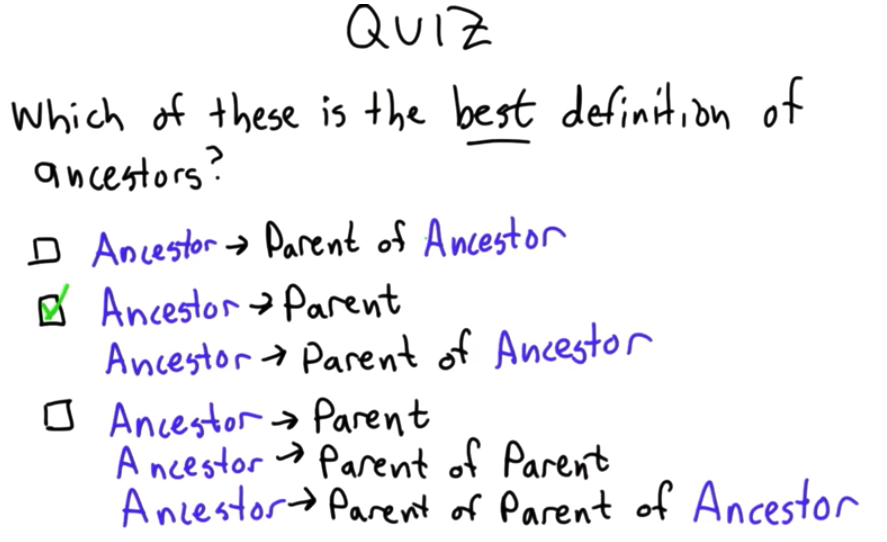 QUIZ
Which of these is the best definition of
ancestors?
Ancestor → Parent of Ancestor
Ancestor → Parent
Ancestor → Parent of Ancestor
Ancestor → Parent
Ancestor → Parent of Parent
Ancestor → Parent of Parent of Ancestor